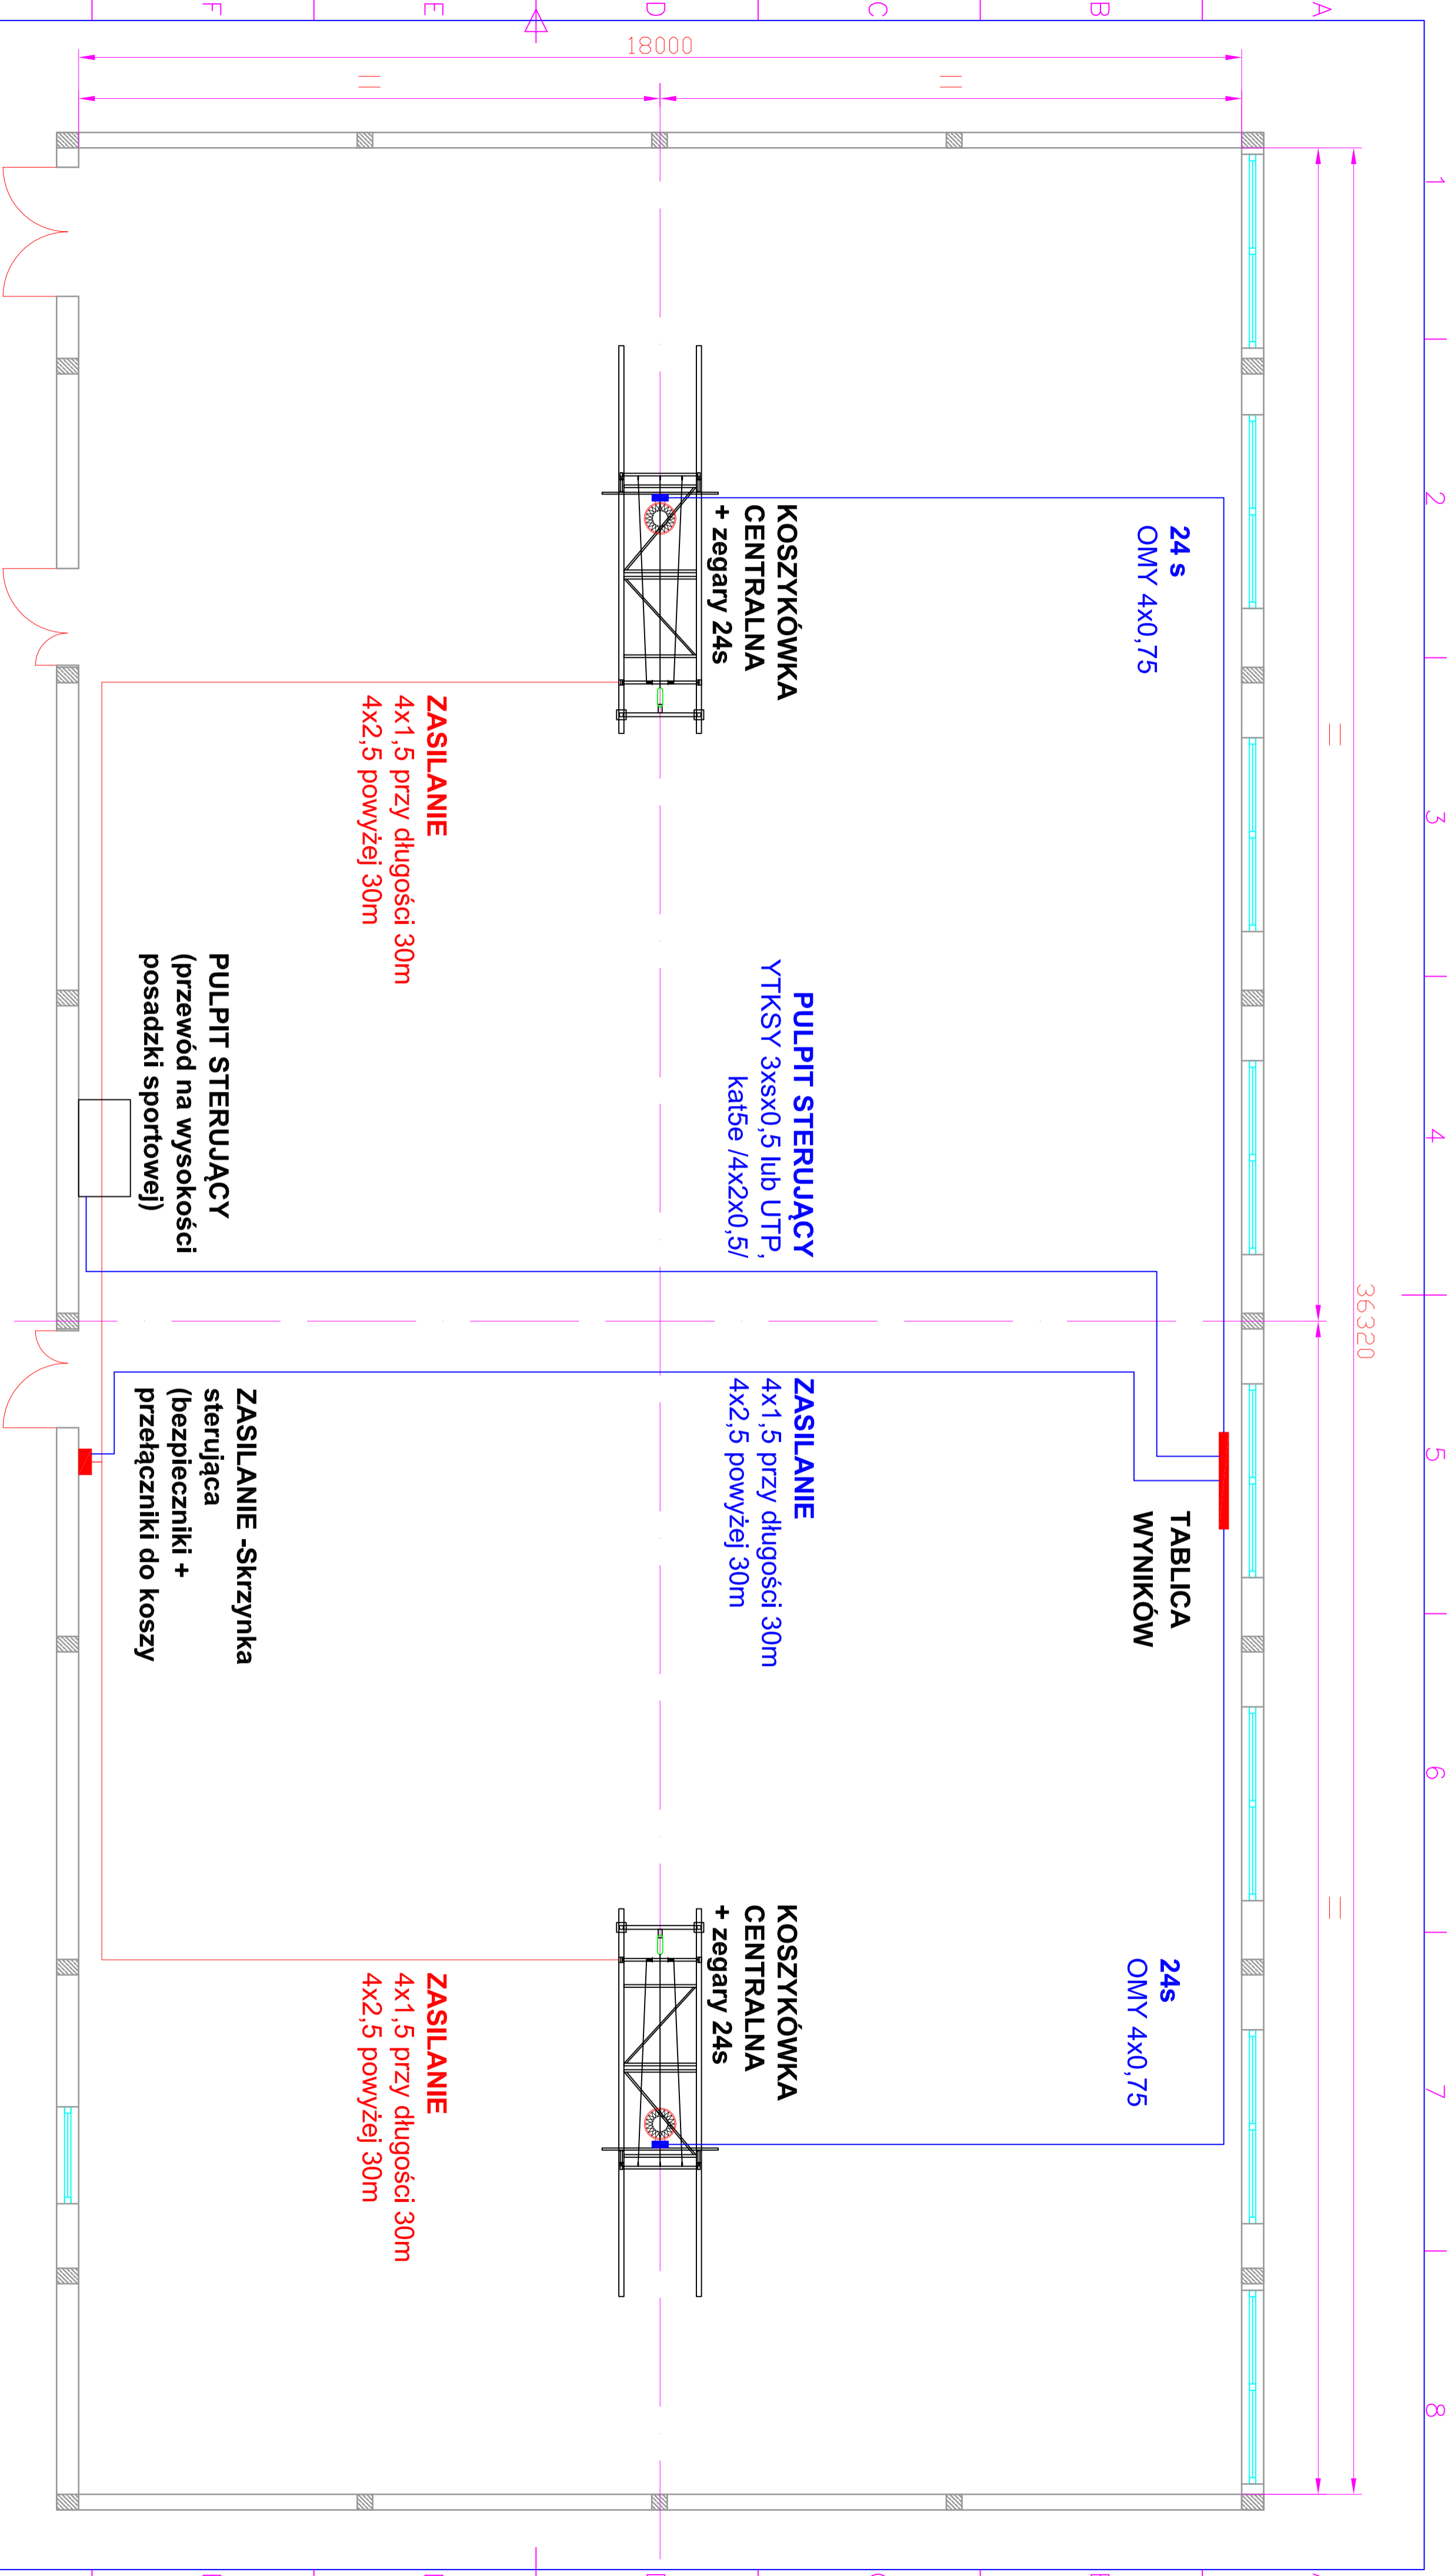 1
2
3
4
5
6
7
8
A
B
C
D
E
F
36320
=
=
18000
=
=
24 s
OMY 4x0,75
24s
OMY 4x0,75
TABLICA
WYNIKÓW
KOSZYKÓWKA
CENTRALNA
+ zegary 24s
PULPIT STERUJĄCY
YTKSY 3xsx0,5 lub UTP,
kat5e /4x2x0,5/
ZASILANIE
4x1,5 przy długości 30m
4x2,5 powyżej 30m
KOSZYKÓWKA
CENTRALNA
+ zegary 24s
ZASILANIE
4x1,5 przy długości 30m
4x2,5 powyżej 30m
ZASILANIE
4x1,5 przy długości 30m
4x2,5 powyżej 30m
PULPIT STERUJĄCY
(przewód na wysokości
posadzki sportowej)
ZASILANIE -Skrzynka
sterująca
(bezpieczniki +
przełączniki do koszy